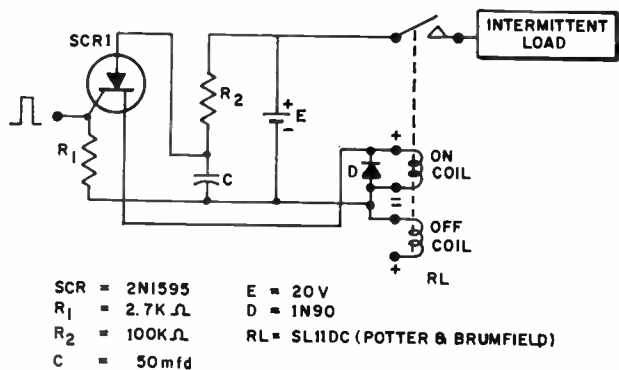 SCR1
INTERMITTENT
LOAD
R2
+
E
−
R1
C
D
+
ON
COIL
=
OFF
COIL
+
RL
SCR = 2N1595
R1 = 2.7K Ω
R2 = 100KΩ
C = 50mfd
E = 20V
D = 1N90
RL = SL11DC (POTTER & BRUMFIELD)